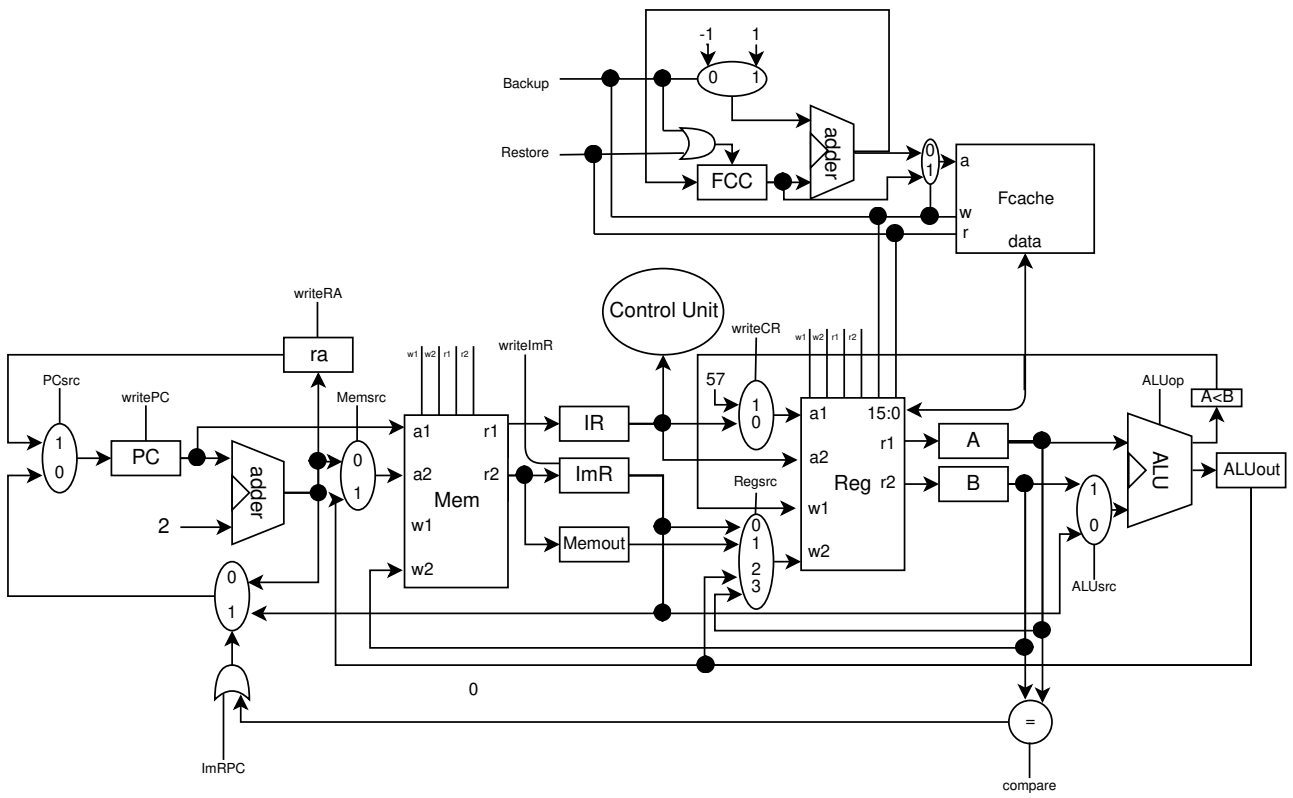 -1 1
Backup
0 1
adder
Restore
0
1
a
FCC
Fcache
w
r
data
writeRA
Control Unit
ra
writeImR
writeCR
w1 w2 r1 r2
w1 w2 r1 r2
PCsrc
writePC
Memsrc
57
ALUop
A<B
1
0
PC
adder
2
0
1
a1
a2
w1
w2
r1
r2
Mem
IR
ImR
Memout
1
0
Regsrc
0
1
2
3
a1
a2
w1
w2
15:0
r1
r2
Reg
A
B
1
0
ALUsrc
ALU
ALUout
0
1
0
ImRPC
=
compare